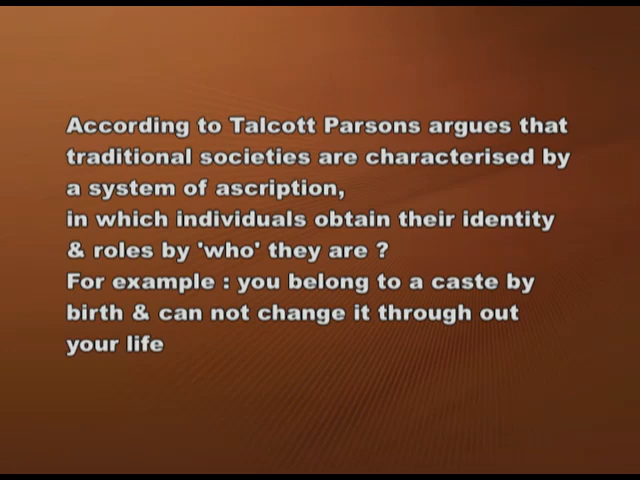 According to Talcott Parsons argues that
traditional societies are characterised by
a system of ascription,
in which individuals obtain their identity
& roles by 'who' they are ?
For example : you belong to a caste by
birth & can not change it through out
your life